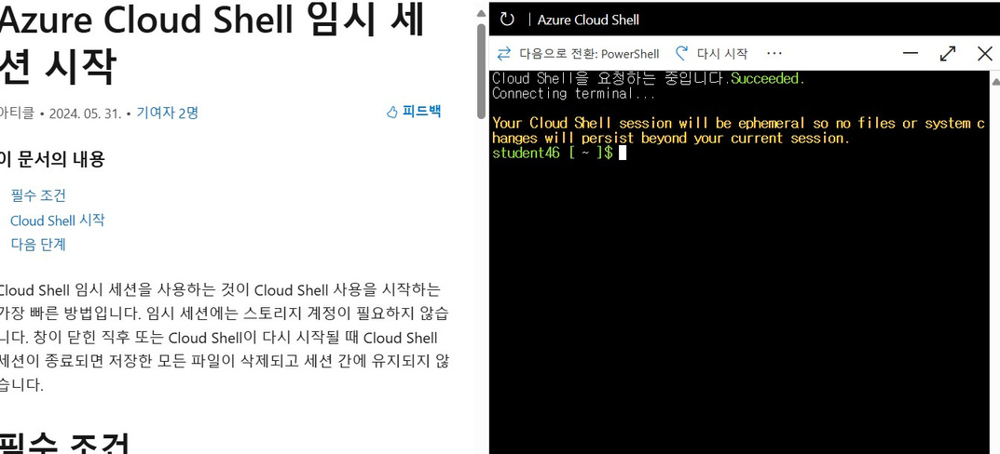 Azure Cloud Shell 임시 세
션 시작
아티클 • 2024. 05. 31. • 기여자 2명
피드백
이 문서의 내용
필수 조건
Cloud Shell 시작
다음 단계
Cloud Shell 임시 세션을 사용하는 것이 Cloud Shell 사용을 시작하는
가장 빠른 방법입니다. 임시 세션에는 스토리지 계정이 필요하지 않습
니다. 창이 닫힌 직후 또는 Cloud Shell이 다시 시작될 때 Cloud Shell
세션이 종료되면 저장한 모든 파일이 삭제되고 세션 간에 유지되지 않
습니다.
필수 조건
Azure Cloud Shell
다음으로 전환: PowerShell 다시 시작 ···
Cloud Shell을 요청하는 중입니다.Succeeded.
Connecting terminal...
Your Cloud Shell session will be ephemeral so no files or system c
hanges will persist beyond your current session.
student46 [ ~ ]$